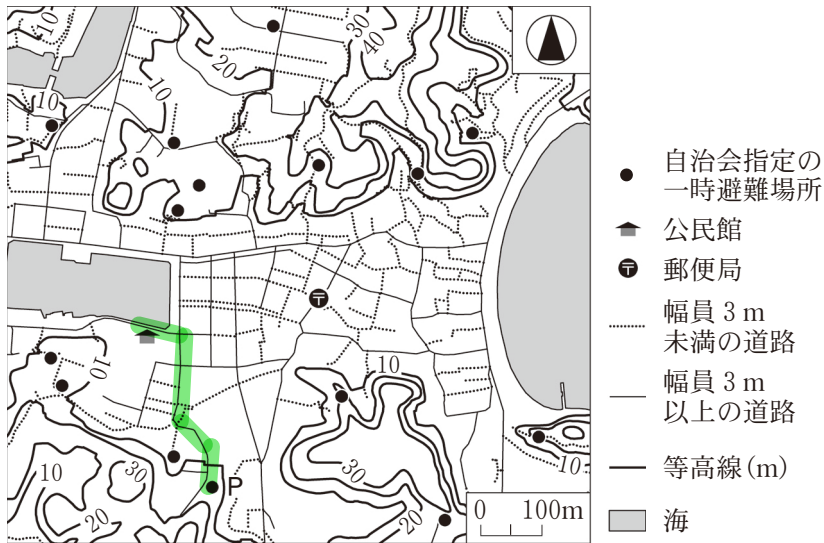 30
40
20
10
10
10
10
10
30
20
30
20
10
P
0 100m
自治会指定の
一時避難場所
公民館
〒 郵便局
幅員 3 m
未満の道路
幅員 3 m
以上の道路
等高線(m)
海